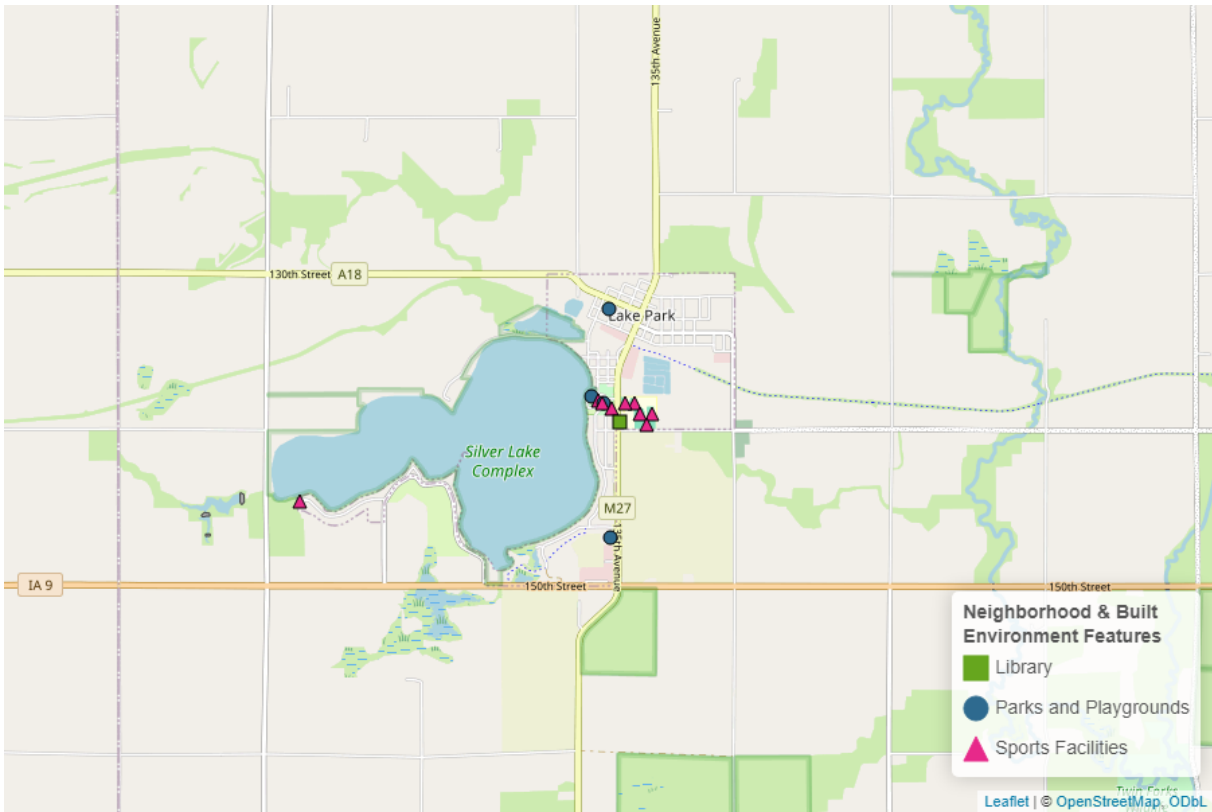 135th Avenue
130th Street
A18
Lake Park
Silver Lake
Complex
M27
135th Avenue
IA 9
150th Street
150th Street
Neighborhood & Built
Environment Features
Library
Parks and Playgrounds
Sports Facilities
Twin Forks
Leaflet | © OpenStreetMap, ODbL